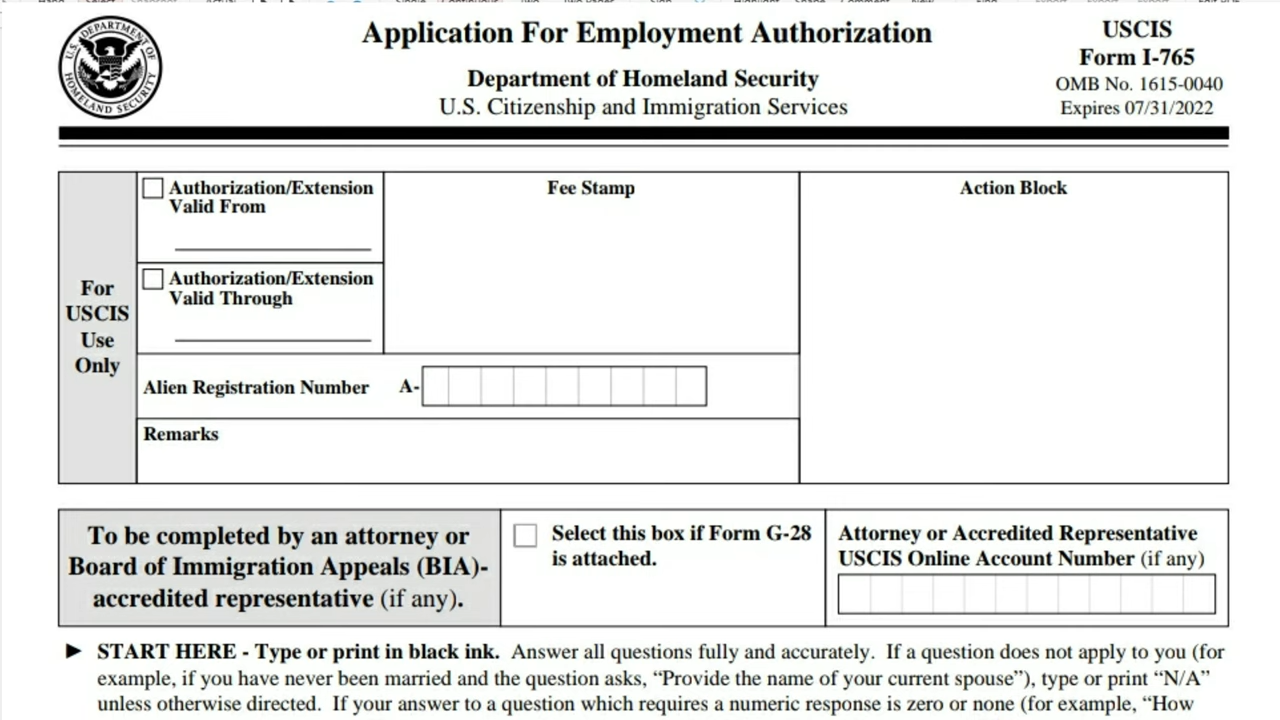 Application For Employment Authorization
Department of Homeland Security
U.S. Citizenship and Immigration Services
USCIS
Form I-765
OMB No. 1615-0040
Expires 07/31/2022
U.S. DEPARTMENT OF
HOMELAND SECURITY
For
USCIS
Use
Only
Authorization/Extension
Valid From
Authorization/Extension
Valid Through
Fee Stamp
Action Block
Alien Registration Number A-
Remarks
To be completed by an attorney or
Board of Immigration Appeals (BIA)-
accredited representative (if any).
Select this box if Form G-28
is attached.
Attorney or Accredited Representative
USCIS Online Account Number (if any)
► START HERE - Type or print in black ink. Answer all questions fully and accurately. If a question does not apply to you (for
example, if you have never been married and the question asks, “Provide the name of your current spouse”), type or print “N/A”
unless otherwise directed. If your answer to a question which requires a numeric response is zero or none (for example, “How